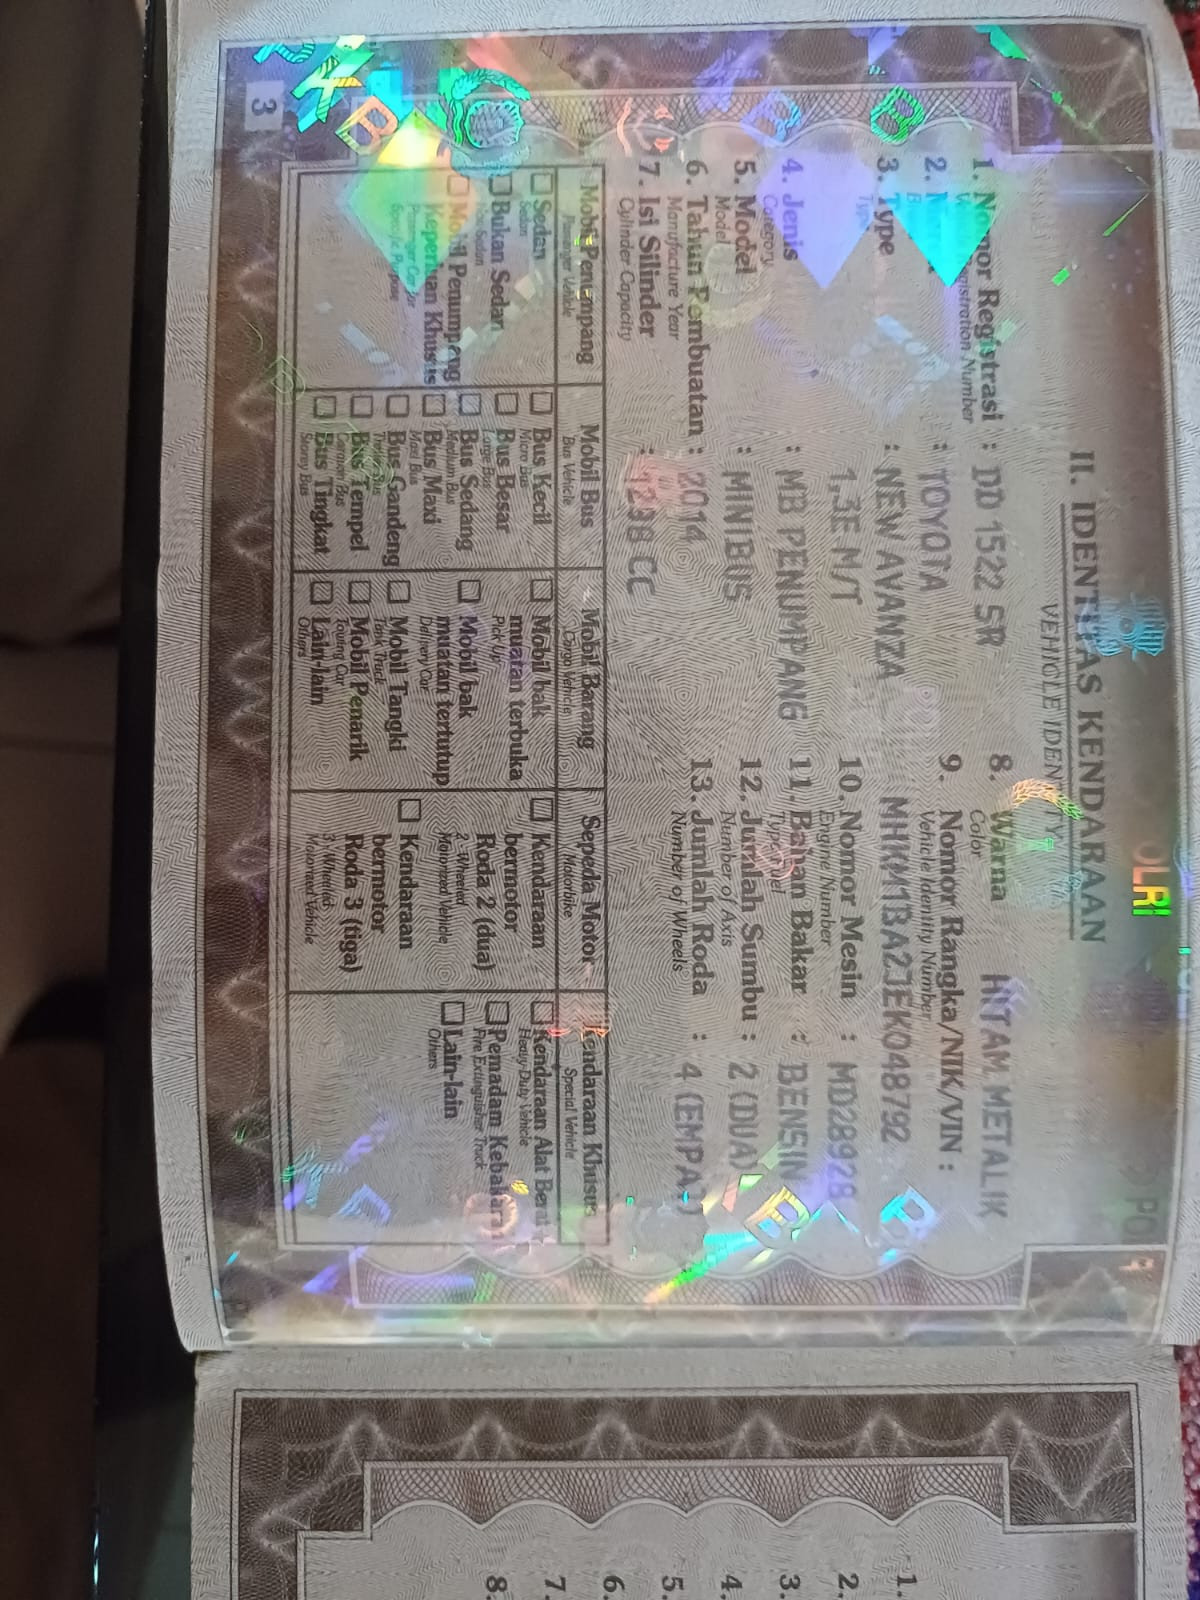 POLRI
II. IDENTITAS KENDARAAN
VEHICLE IDENTITY
1. Nomor Registrasi : DD 1522 SR
Registration Number
2. : TOYOTA
3. Type : NEW AVANZA
Type
1,3E M/T
4. Jenis : MB PENUMPPANG
Category
5. Model : MINIBUS
Model
6. Tahun Pembuatan : 2014
Manufacture Year
7. Isi Silinder : 1298 CC
Cylinder Capacity
8. Warna HITAM METALIK
Color
9. Nomor Rangka/NIK/VIN :
Vehicle Identity Number
MHKM1BA2JEK048792
10. Nomor Mesin : MD28928
Engine Number
11. Bahan Bakar : BENSIN
12. Jumlah Sumbu : 2 (DUA)
Number of Axis
13. Jumlah Roda : 4 (EMPAT)
Number of Wheels
Mobil Penumpang
Passenger Vehicle
Sedan
Sedan
Bukan Sedan
Mobil Penumpang
Keperluan Khusus
Mobil Bus
Bus Vehicle
Bus Kecil
Micro Bus
Bus Besar
Large Bus
Bus Sedang
Medium Bus
Bus Maxi
Maxi Bus
Bus Gandeng
Bus Tempel
Bus Tingkat
Mobil Barang
Cargo Vehicle
Mobil bak
muatan terbuka
Pick Up
Mobil bak
muatan tertutup
Delivery Car
Mobil Tangki
Tank Truck
Mobil Penarik
Towing Car
Lain-lain
Others
Sepeda Motor
Motorbike
Kendaraan
bermotor
Roda 2 (dua)
2 Wheeled
Motorized Vehicle
Kendaraan
bermotor
Roda 3 (tiga)
3 Wheeled
Motorized Vehicle
Kendaraan Khusus
Special Vehicle
Kendaraan Alat Berat
Heavy-Duty Vehicle
Pemadam Kebakaran
Fire Extinguisher Truck
Lain-lain
Others
3
1.
2.
3.
4.
5.
6.
7.
8.